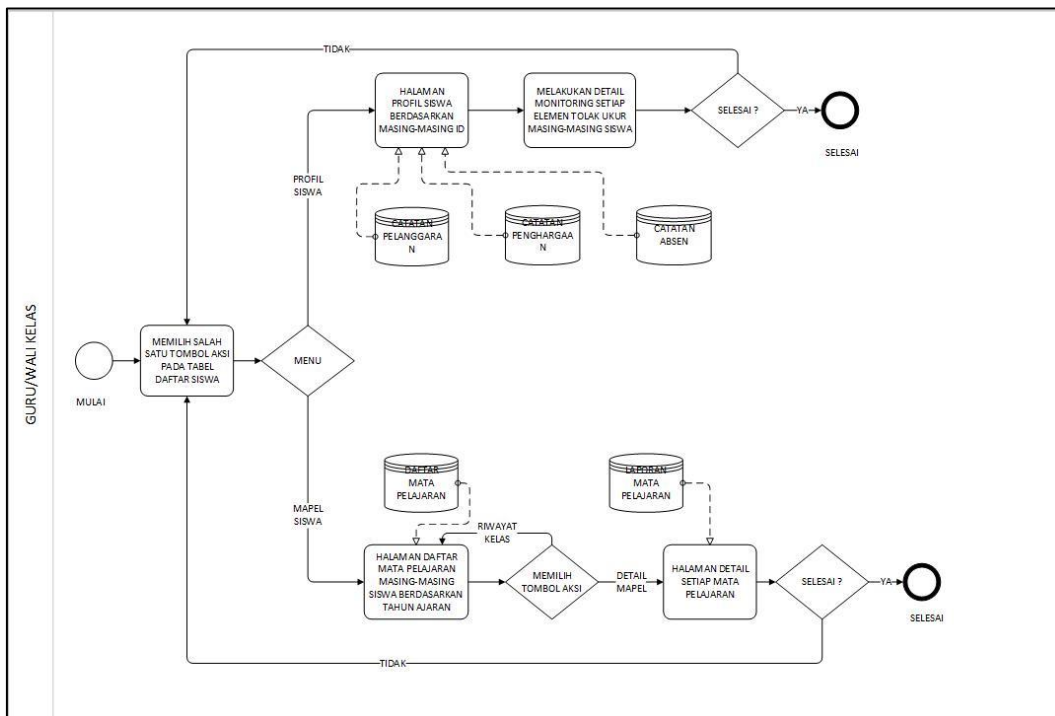 TIDAK
HALAMAN
PROFIL SISWA
BERDASARKAN
MASING-MASING ID
MELAKUKAN DETAIL
MONITORING SETIAP
ELEMEN TOLAK UKUR
MASING-MASING SISWA
SELESAI ?
YA
SELESAI
PROFIL
SISWA
CATATAN
PELANGGARA
N
CATATAN
PENGHARGAA
N
CATATAN
ABSEN
GURU/WALI KELAS
MULAI
MEMILIH SALAH
SATU TOMBOL AKSI
PADA TABEL
DAFTAR SISWA
MENU
MAPEL
SISWA
DAFTAR
MATA
PELAJARAN
LAPORAN
MATA
PELAJARAN
RIWAYAT
KELAS
HALAMAN DAFTAR
MATA PELAJARAN
MASING-MASING
SISWA BERDASARKAN
TAHUN AJARAN
MEMILIH
TOMBOL AKSI
DETAIL
MAPEL
HALAMAN DETAIL
SETIAP MATA
PELAJARAN
SELESAI ?
YA
SELESAI
TIDAK